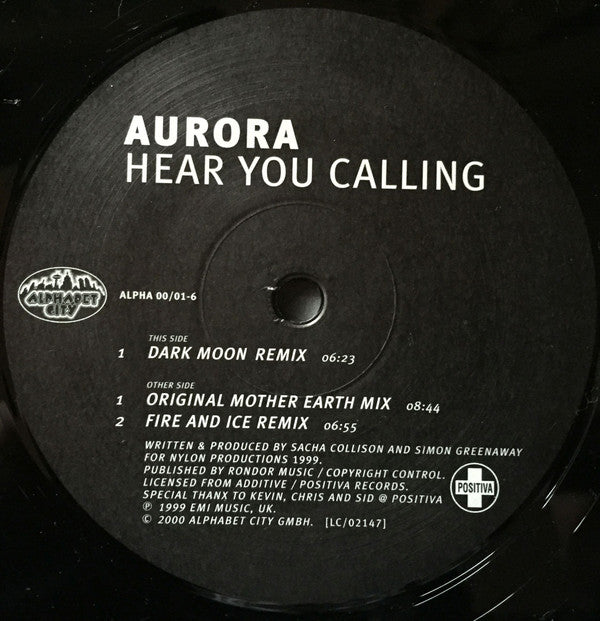 AURORA
HEAR YOU CALLING
ALPHABET
CITY
ALPHA 00/01-6
THIS SIDE
1 DARK MOON REMIX 06:23
OTHER SIDE
1 ORIGINAL MOTHER EARTH MIX 08:44
2 FIRE AND ICE REMIX 06:55
WRITTEN & PRODUCED BY SACHA COLLISON AND SIMON GREENAWAY
FOR NYLON PRODUCTIONS 1999.
PUBLISHED BY RONDOR MUSIC / COPYRIGHT CONTROL.
LICENSED FROM ADDITIVE / POSITIVA RECORDS.
SPECIAL THANX TO KEVIN, CHRIS AND SID @ POSITIVA
℗ 1999 EMI MUSIC, UK.
© 2000 ALPHABET CITY GMBH. [LC/02147]
POSITIVA